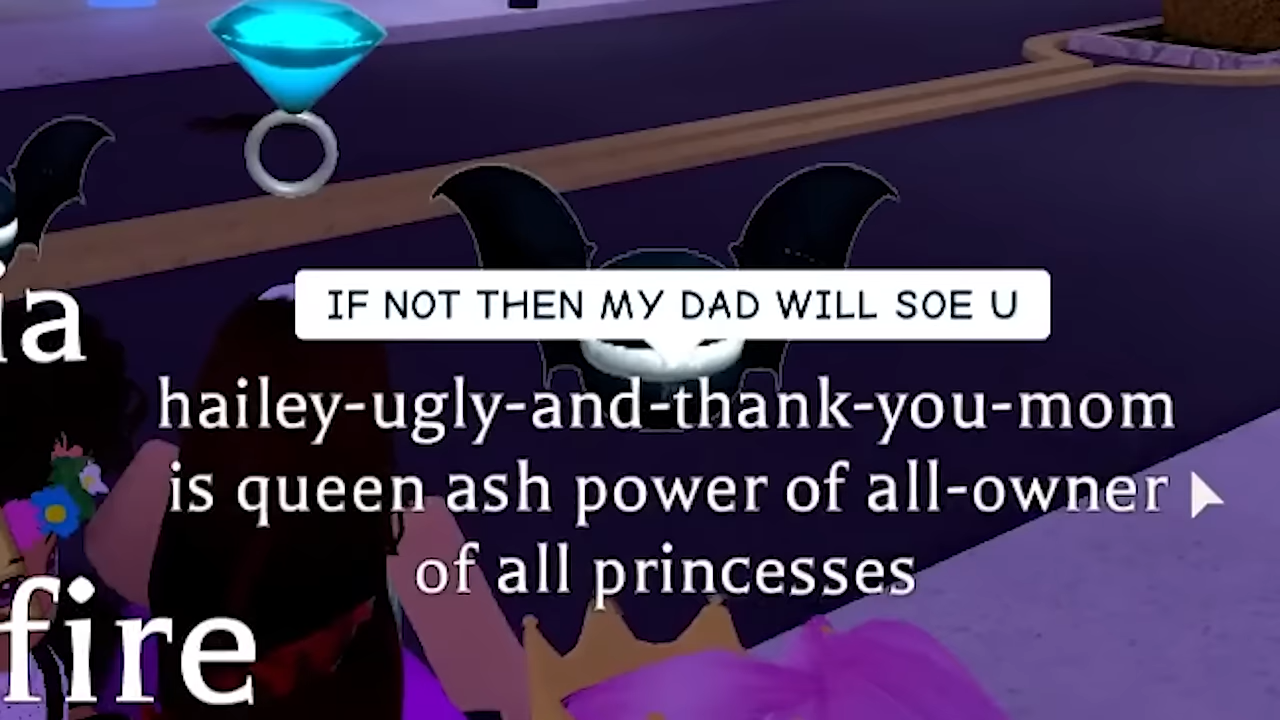 IF NOT THEN MY DAD WILL SOE U
ia
hailey-ugly-and-thank-you-mom
is queen ash power of all-owner
of all princesses
fire